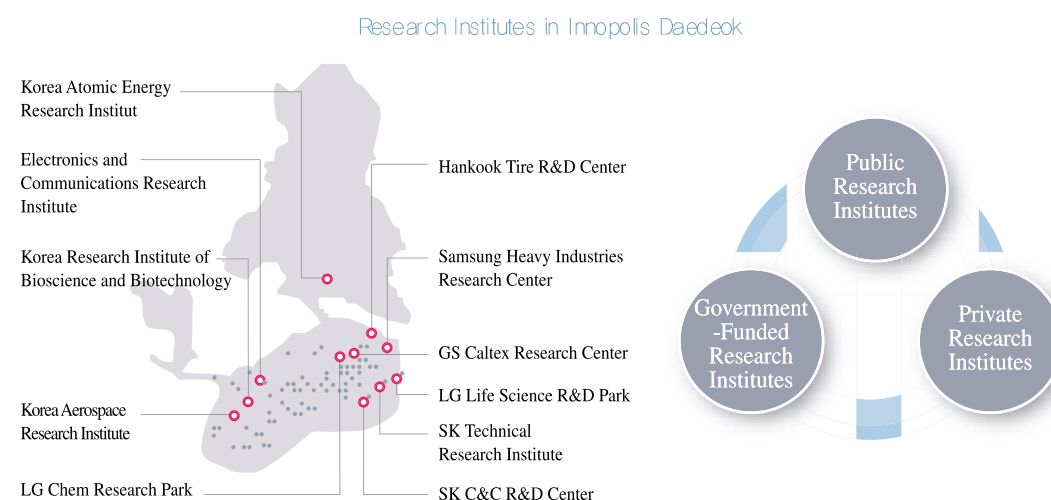 Research Institutes in Innopolis Daedeok
Korea Atomic Energy
Research Institut
Electronics and
Communications Research
Institute
Korea Research Institute of
Bioscience and Biotechnology
Korea Aerospace
Research Institute
LG Chem Research Park
Hankook Tire R&D Center
Samsung Heavy Industries
Research Center
GS Caltex Research Center
LG Life Science R&D Park
SK Technical
Research Institute
SK C&C R&D Center
Public
Research
Institutes
Government
-Funded
Research
Institutes
Private
Research
Institutes